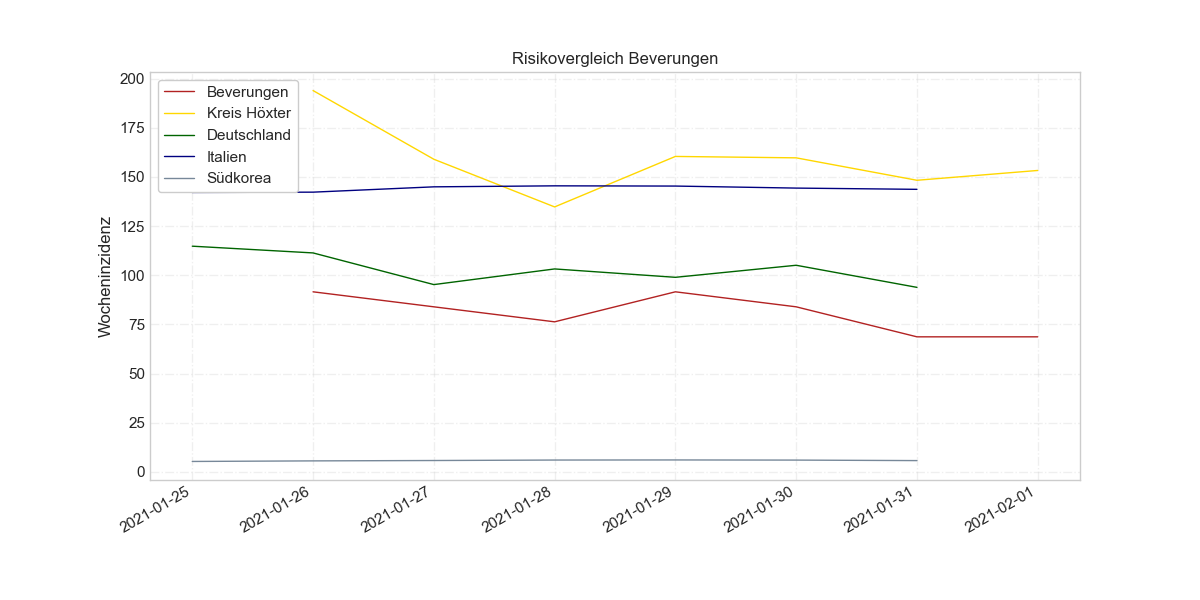 Risikovergleich Beverungen
Wocheninzidenz
200
175
150
125
100
75
50
25
0
Beverungen
Kreis Höxter
Deutschland
Italien
Südkorea
2021-01-25
2021-01-26
2021-01-27
2021-01-28
2021-01-29
2021-01-30
2021-01-31
2021-02-01